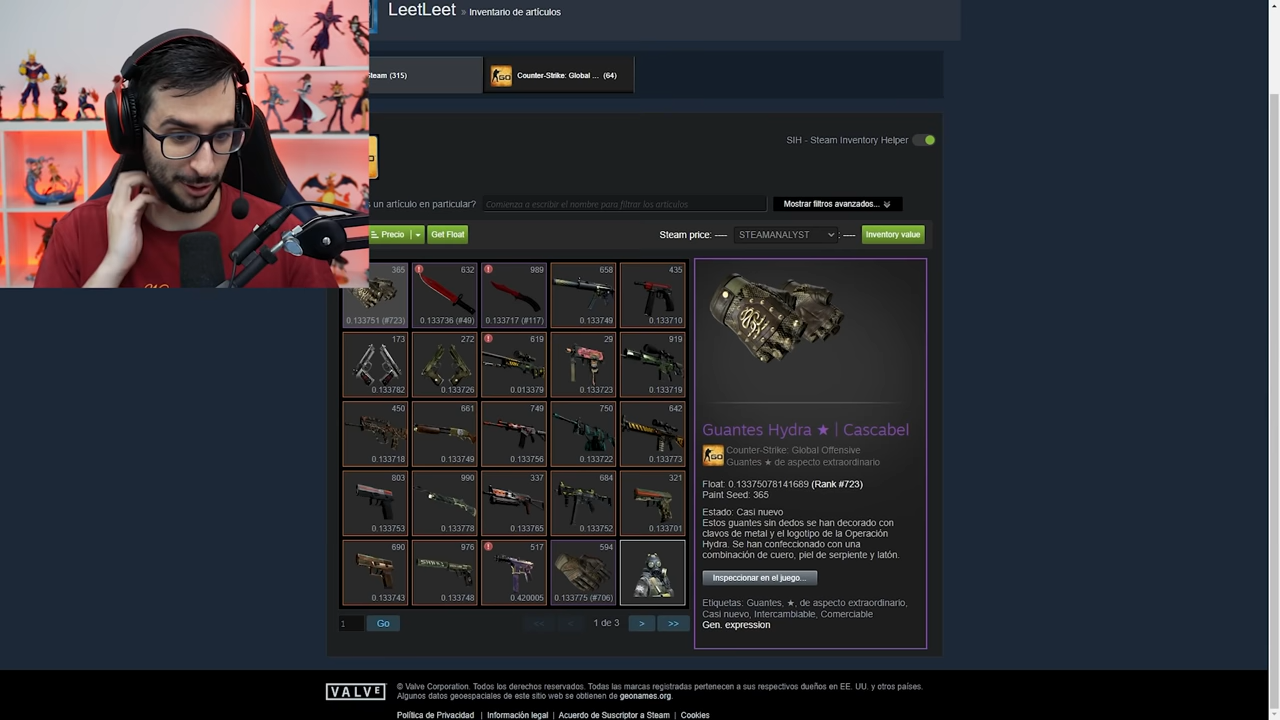 LeetLeet » Inventario de artículos
Steam (315)
Counter-Strike: Global ... (64)
SIH - Steam Inventory Helper
un artículo en particular?
Comienza a escribir el nombre para filtrar los artículos
Mostrar filtros avanzados...
Precio
Get Float
Steam price: ----
STEAMANALYST
: ----
Inventory value
365 632 989 658 435
0.133751 (#723) 0.133736 (#49) 0.133717 (#117) 0.133749 0.133710
173 272 619 29 919
0.133782 0.133726 0.013379 0.133723 0.133719
450 661 749 750 642
0.133718 0.133749 0.133756 0.133722 0.133773
803 990 337 684 321
0.133753 0.133778 0.133765 0.133752 0.133701
690 976 517 594
0.133743 0.133748 0.420005 0.133775 (#706)
1 Go << < 1 de 3 > >>
Guantes Hydra ★ | Cascabel
Counter-Strike: Global Offensive
Guantes ★ de aspecto extraordinario
Float: 0.13375078141689 (Rank #723)
Paint Seed: 365
Estado: Casi nuevo
Estos guantes sin dedos se han decorado con
clavos de metal y el logotipo de la Operación
Hydra. Se han confeccionado con una
combinación de cuero, piel de serpiente y latón.
Inspeccionar en el juego...
Etiquetas: Guantes, ★, de aspecto extraordinario,
Casi nuevo, Intercambiable, Comerciable
Gen. expression
VALVE
© Valve Corporation. Todos los derechos reservados. Todas las marcas registradas pertenecen a sus respectivos dueños en EE. UU. y otros países.
Algunos datos geoespaciales de este sitio web se obtienen de geonames.org.
Política de Privacidad | Información legal | Acuerdo de Suscriptor a Steam | Cookies